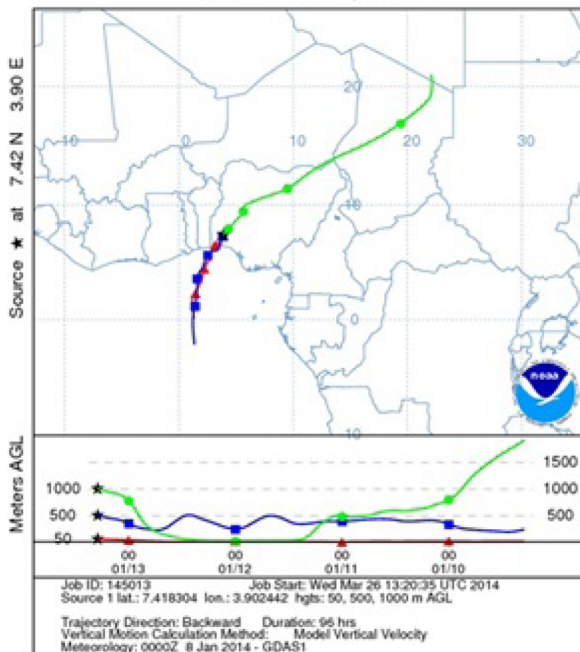 Source ★ at 7.42 N 3.90 E
20
10
0
10
20
30
10
0
10
noaa
Meters AGL
1500
1000
1000
500
500
50
00
00
00
00
01/13
01/12
01/11
01/10
Job ID: 145013 Job Start: Wed Mar 26 13:20:35 UTC 2014
Source 1 lat.: 7.418304 lon.: 3.902442 hgts: 50, 500, 1000 m AGL
Trajectory Direction: Backward Duration: 96 hrs
Vertical Motion Calculation Method: Model Vertical Velocity
Meteorology: 0000Z 8 Jan 2014 - GDAS1